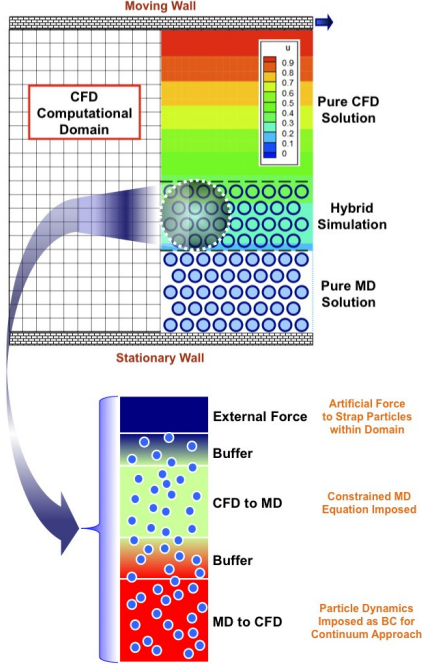 Moving Wall
CFD
Computational
Domain
u
0.9
0.8
0.7
0.6
0.5
0.4
0.3
0.2
0.1
0
Pure CFD
Solution
Hybrid
Simulation
Pure MD
Solution
Stationary Wall
External Force
Artificial Force
to Strap Particles
within Domain
Buffer
CFD to MD
Constrained MD
Equation Imposed
Buffer
MD to CFD
Particle Dynamics
Imposed as BC for
Continuum Approach